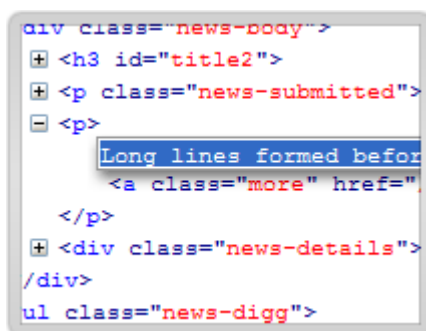 div class="news-body">
<h3 id="title2">
<p class="news-submitted">
<p>
Long lines formed befor
<a class="more" href="/
</p>
<div class="news-details">
/div>
ul class="news-digg">